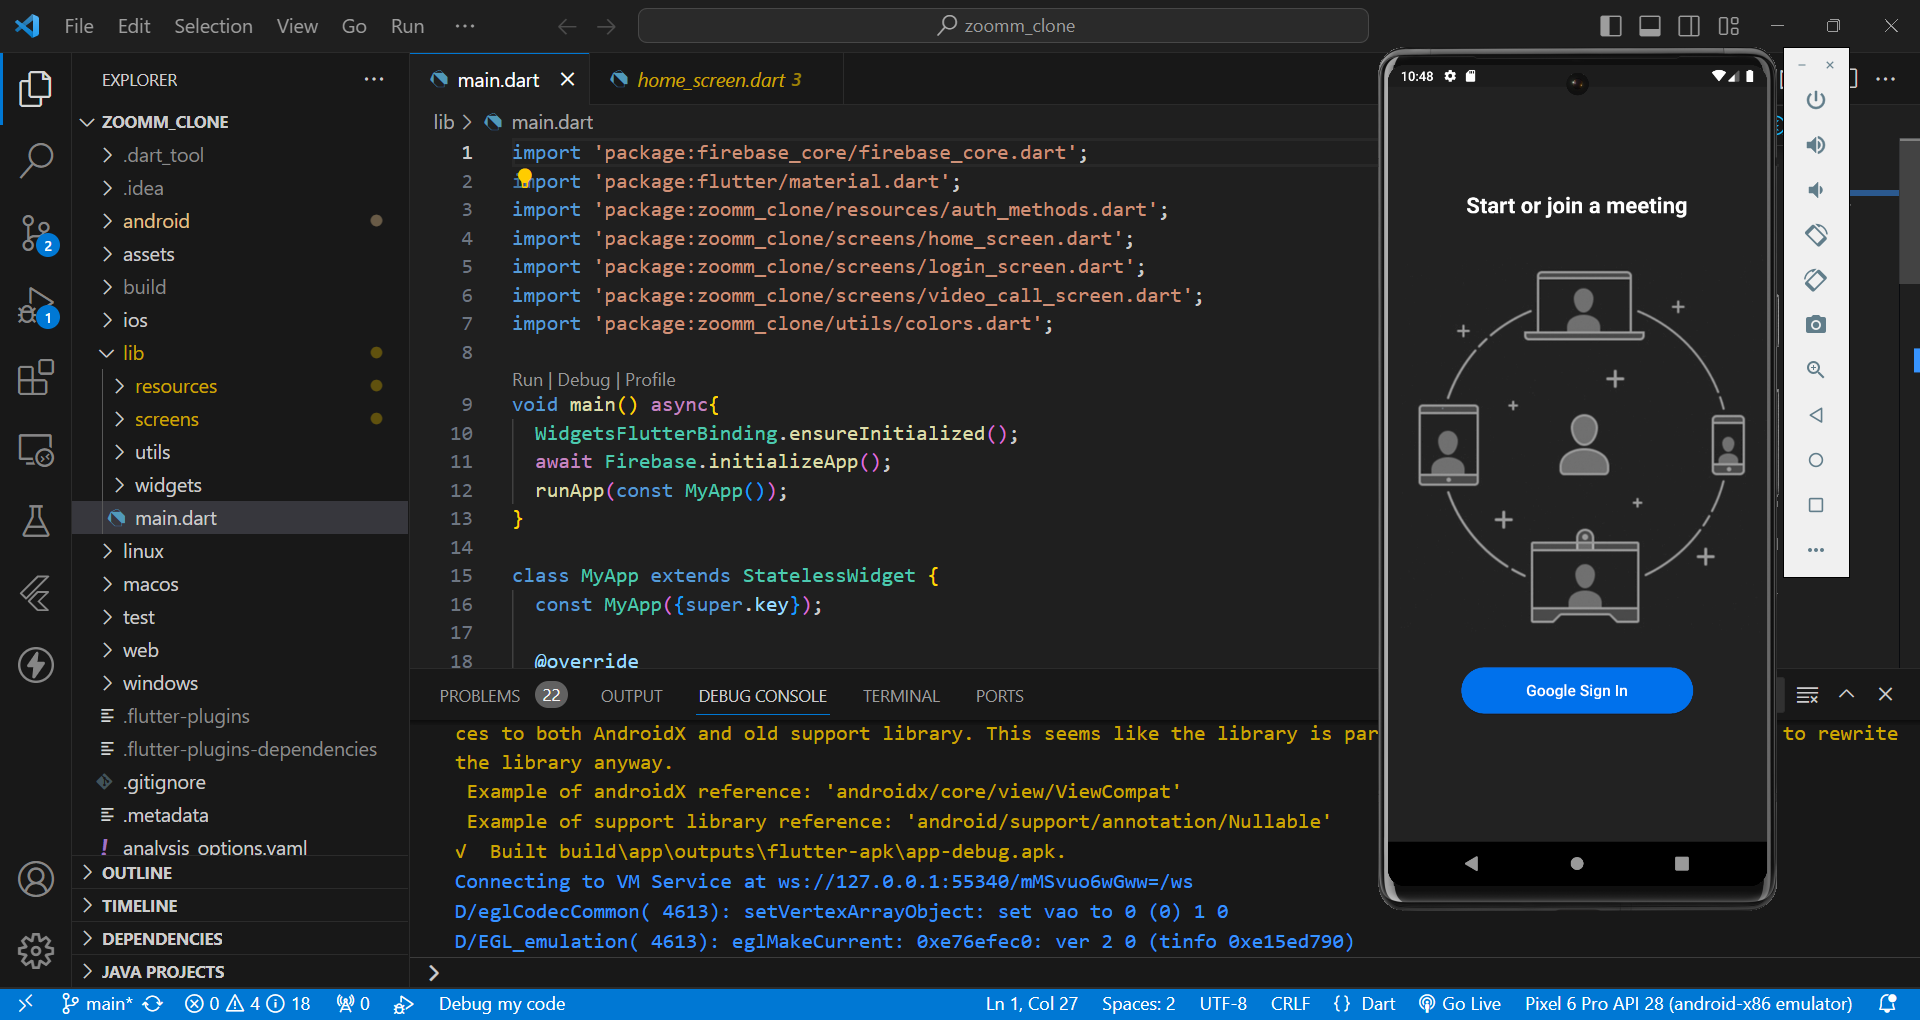 File Edit Selection View Go Run ···
zoomm_clone
EXPLORER
ZOOMM_CLONE
.dart_tool
.idea
android
assets
build
ios
lib
resources
screens
utils
widgets
main.dart
linux
macos
test
web
windows
.flutter-plugins
.flutter-plugins-dependencies
.gitignore
.metadata
! analysis_options.yaml
OUTLINE
TIMELINE
DEPENDENCIES
JAVA PROJECTS
2
1
main.dart
home_screen.dart 3
lib > main.dart
1 import 'package:firebase_core/firebase_core.dart';
2 import 'package:flutter/material.dart';
3 import 'package:zoomm_clone/resources/auth_methods.dart';
4 import 'package:zoomm_clone/screens/home_screen.dart';
5 import 'package:zoomm_clone/screens/login_screen.dart';
6 import 'package:zoomm_clone/screens/video_call_screen.dart';
7 import 'package:zoomm_clone/utils/colors.dart';
8
Run | Debug | Profile
9 void main() async{
10 WidgetsFlutterBinding.ensureInitialized();
11 await Firebase.initializeApp();
12 runApp(const MyApp());
13 }
14
15 class MyApp extends StatelessWidget {
16 const MyApp({super.key});
17
18 @override
PROBLEMS 22 OUTPUT DEBUG CONSOLE TERMINAL PORTS
ces to both AndroidX and old support library. This seems like the library is par
to rewrite
the library anyway.
Example of androidX reference: 'androidx/core/view/ViewCompat'
Example of support library reference: 'android/support/annotation/Nullable'
√ Built build\app\outputs\flutter-apk\app-debug.apk.
Connecting to VM Service at ws://127.0.0.1:55340/mMSvuo6wGww=/ws
D/eglCodecCommon( 4613): setVertexArrayObject: set vao to 0 (0) 1 0
D/EGL_emulation( 4613): eglMakeCurrent: 0xe76efec0: ver 2 0 (tinfo 0xe15ed790)
10:48
Start or join a meeting
Google Sign In
main* 0 4 18 0 Debug my code
Ln 1, Col 27 Spaces: 2 UTF-8 CRLF {} Dart Go Live Pixel 6 Pro API 28 (android-x86 emulator)